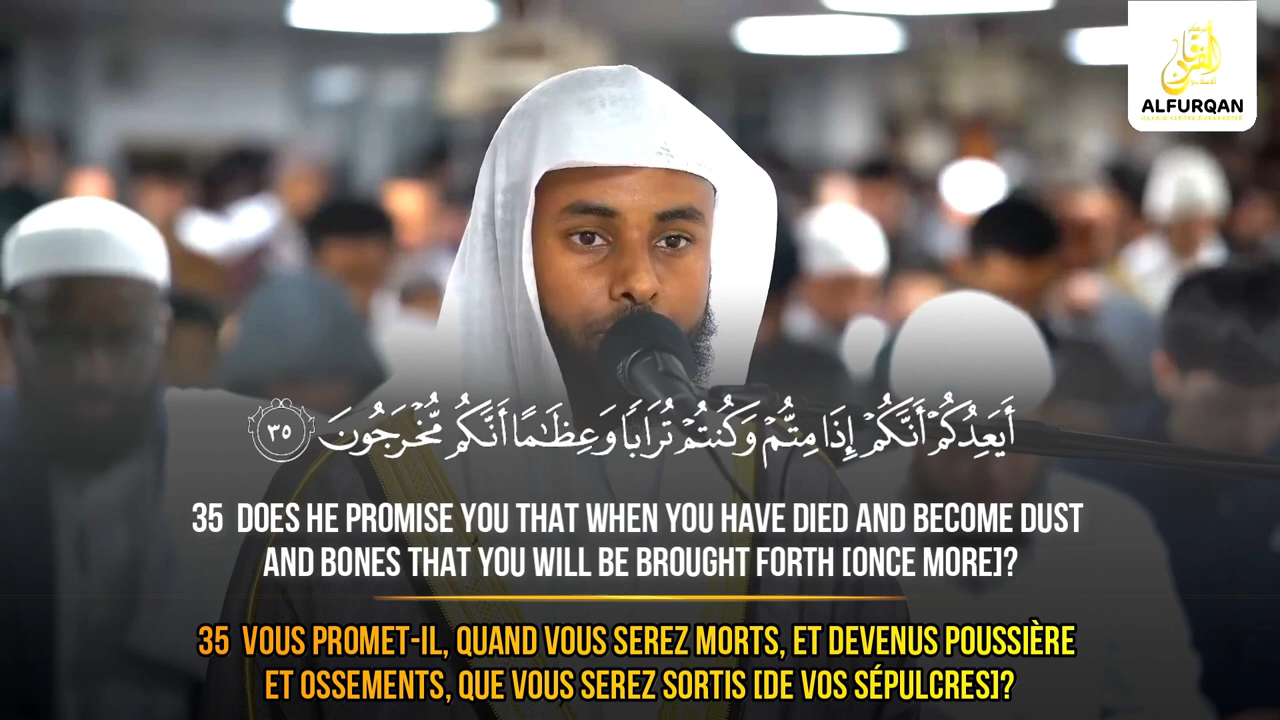 ALFURQAN
أَيَعِدُكُمْ أَنَّكُمْ إِذَا مِتُّمْ وَكُنتُمْ تُرَابًا وَعِظَٰمًا أَنَّكُم مُّخْرَجُونَ ٣٥
35 DOES HE PROMISE YOU THAT WHEN YOU HAVE DIED AND BECOME DUST
AND BONES THAT YOU WILL BE BROUGHT FORTH [ONCE MORE]?
35 VOUS PROMET-IL, QUAND VOUS SEREZ MORTS, ET DEVENUS POUSSIÈRE
ET OSSEMENTS, QUE VOUS SEREZ SORTIS [DE VOS SÉPULCRES]?